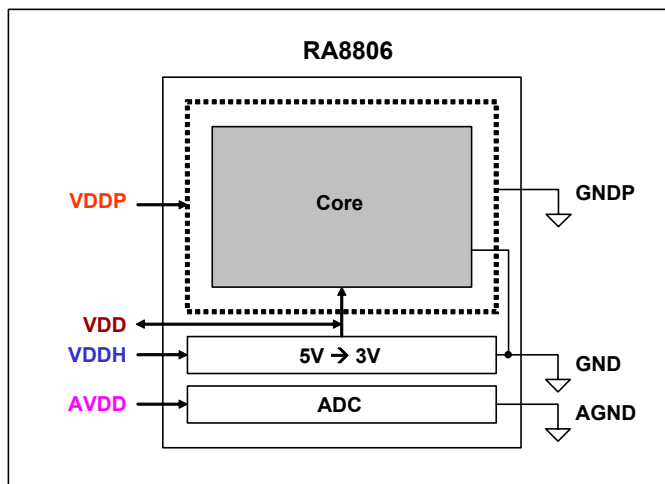 RA8806
Core
VDDP
GNDP
VDD
VDDH
5V → 3V
GND
AVDD
ADC
AGND